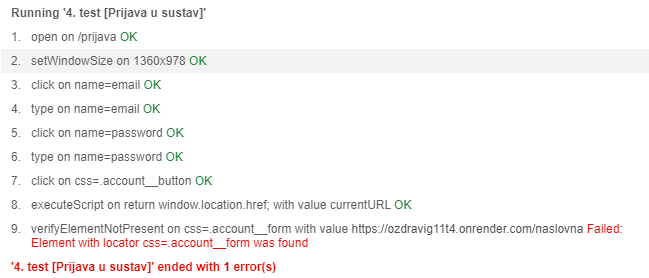 Running '4. test [Prijava u sustav]'
1. open on /prijava OK
2. setWindowSize on 1360x978 OK
3. click on name=email OK
4. type on name=email OK
5. click on name=password OK
6. type on name=password OK
7. click on css=.account__button OK
8. executeScript on return window.location.href; with value currentURL OK
9. verifyElementNotPresent on css=.account__form with value https://ozdravig11t4.onrender.com/naslovna Failed:
Element with locator css=.account__form was found
'4. test [Prijava u sustav]' ended with 1 error(s)